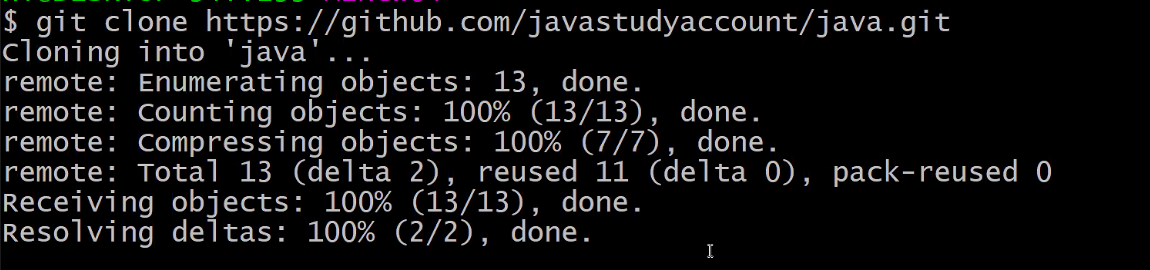 $ git clone https://github.com/javastudyaccount/java.git
Cloning into 'java'...
remote: Enumerating objects: 13, done.
remote: Counting objects: 100% (13/13), done.
remote: Compressing objects: 100% (7/7), done.
remote: Total 13 (delta 2), reused 11 (delta 0), pack-reused 0
Receiving objects: 100% (13/13), done.
Resolving deltas: 100% (2/2), done.